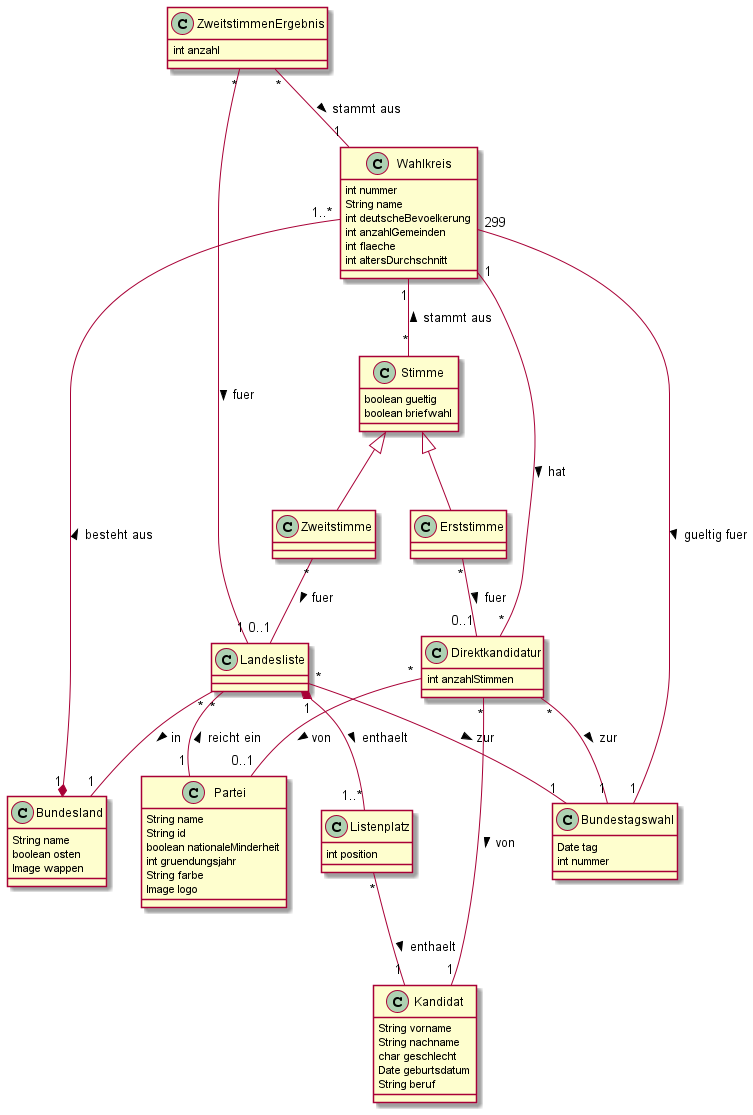 C ZweitstimmenErgebnis
int anzahl
* *
stammt aus
1
C Wahlkreis
int nummer
String name
int deutscheBevoelkerung
int anzahlGemeinden
int flaeche
int altersDurchschnitt
1..* 299
1 1
stammt aus
*
C Stimme
boolean gueltig
boolean briefwahl
fuer
hat
C Zweitstimme
C Erststimme
besteht aus
gueltig fuer
* *
fuer
fuer
1 0..1 0..1 *
C Landesliste
C Direktkandidatur
int anzahlStimmen
* * 1 * * * *
in
reicht ein
enthaelt
von
zur
zur
1 1 1 0..1 1..* 1 1 1
C Bundesland
String name
boolean osten
Image wappen
C Partei
String name
String id
boolean nationaleMinderheit
int gruendungsjahr
String farbe
Image logo
C Listenplatz
int position
C Bundestagswahl
Date tag
int nummer
von
*
enthaelt
1 1
C Kandidat
String vorname
String nachname
char geschlecht
Date geburtsdatum
String beruf